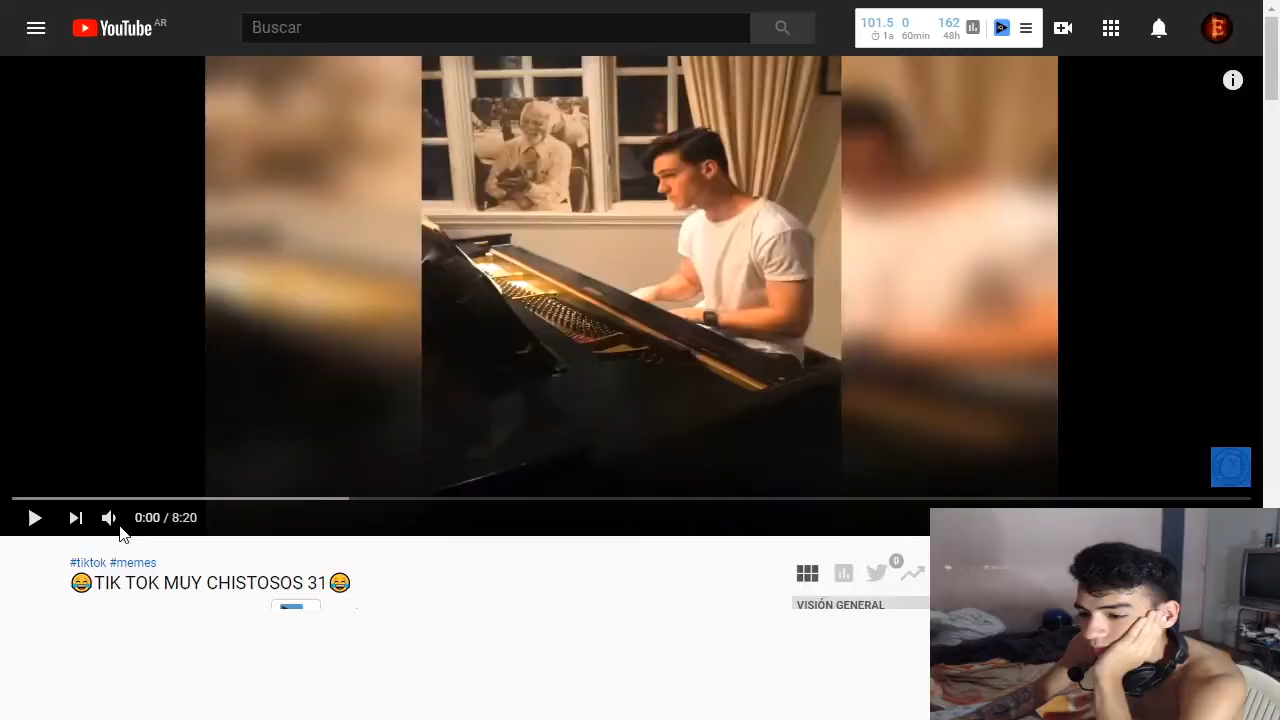 YouTube AR
Buscar
101.5 0 162
1a 60min 48h
E
0:00 / 8:20
#tiktok #memes
😂TIK TOK MUY CHISTOSOS 31😂
0
VISIÓN GENERAL